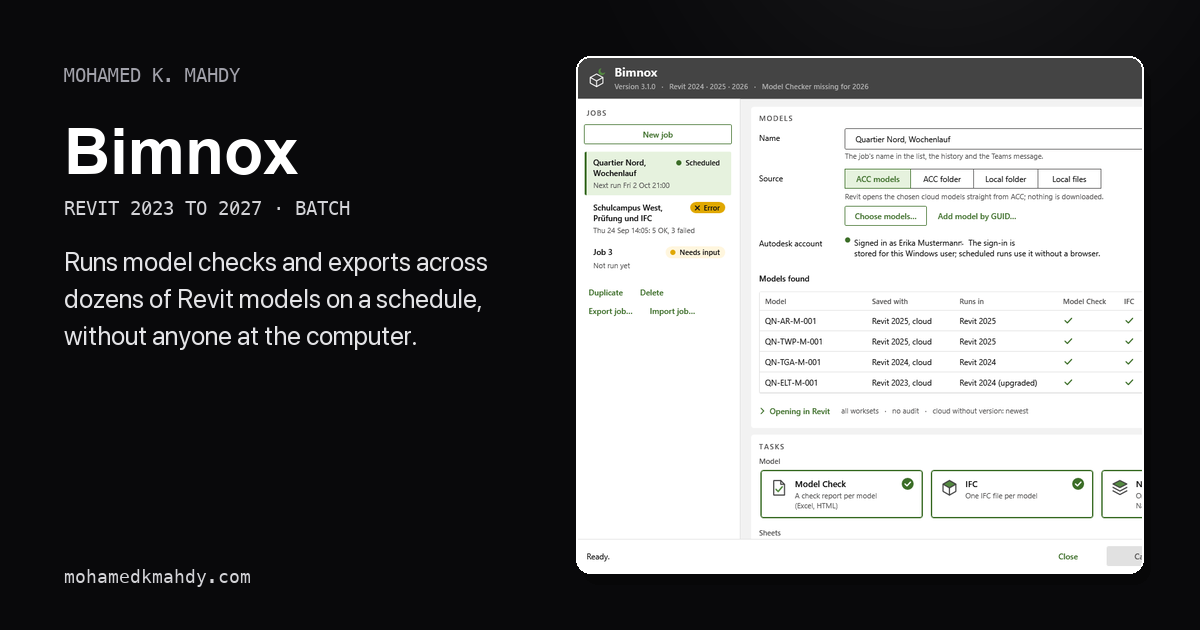 MOHAMED K. MAHDY
Bimnox
REVIT 2023 TO 2027 · BATCH
Runs model checks and exports across
dozens of Revit models on a schedule,
without anyone at the computer.
mohamedkmahdy.com
Bimnox
Version 3.1.0 · Revit 2024 · 2025 · 2026 · Model Checker missing for 2026
JOBS
New job
Quartier Nord,
Wochenlauf
Scheduled
Next run Fri 2 Oct 21:00
Schulcampus West,
Prüfung und IFC
Error
Thu 24 Sep 14:05: 5 OK, 3 failed
Job 3
Needs input
Not run yet
Duplicate Delete
Export job... Import job...
MODELS
Name Quartier Nord, Wochenlauf
The job's name in the list, the history and the Teams message.
Source ACC models ACC folder Local folder Local files
Revit opens the chosen cloud models straight from ACC; nothing is downloaded.
Choose models... Add model by GUID...
Autodesk account Signed in as Erika Mustermann· The sign-in is
stored for this Windows user; scheduled runs use it without a browser.
Models found
Model Saved with Runs in Model Check IFC
QN-AR-M-001 Revit 2025, cloud Revit 2025
QN-TWP-M-001 Revit 2025, cloud Revit 2025
QN-TGA-M-001 Revit 2024, cloud Revit 2024
QN-ELT-M-001 Revit 2023, cloud Revit 2024 (upgraded)
Opening in Revit all worksets · no audit · cloud without version: newest
TASKS
Model
Model Check
A check report per model
(Excel, HTML)
IFC
One IFC file per model
Sheets
Ready.
Close